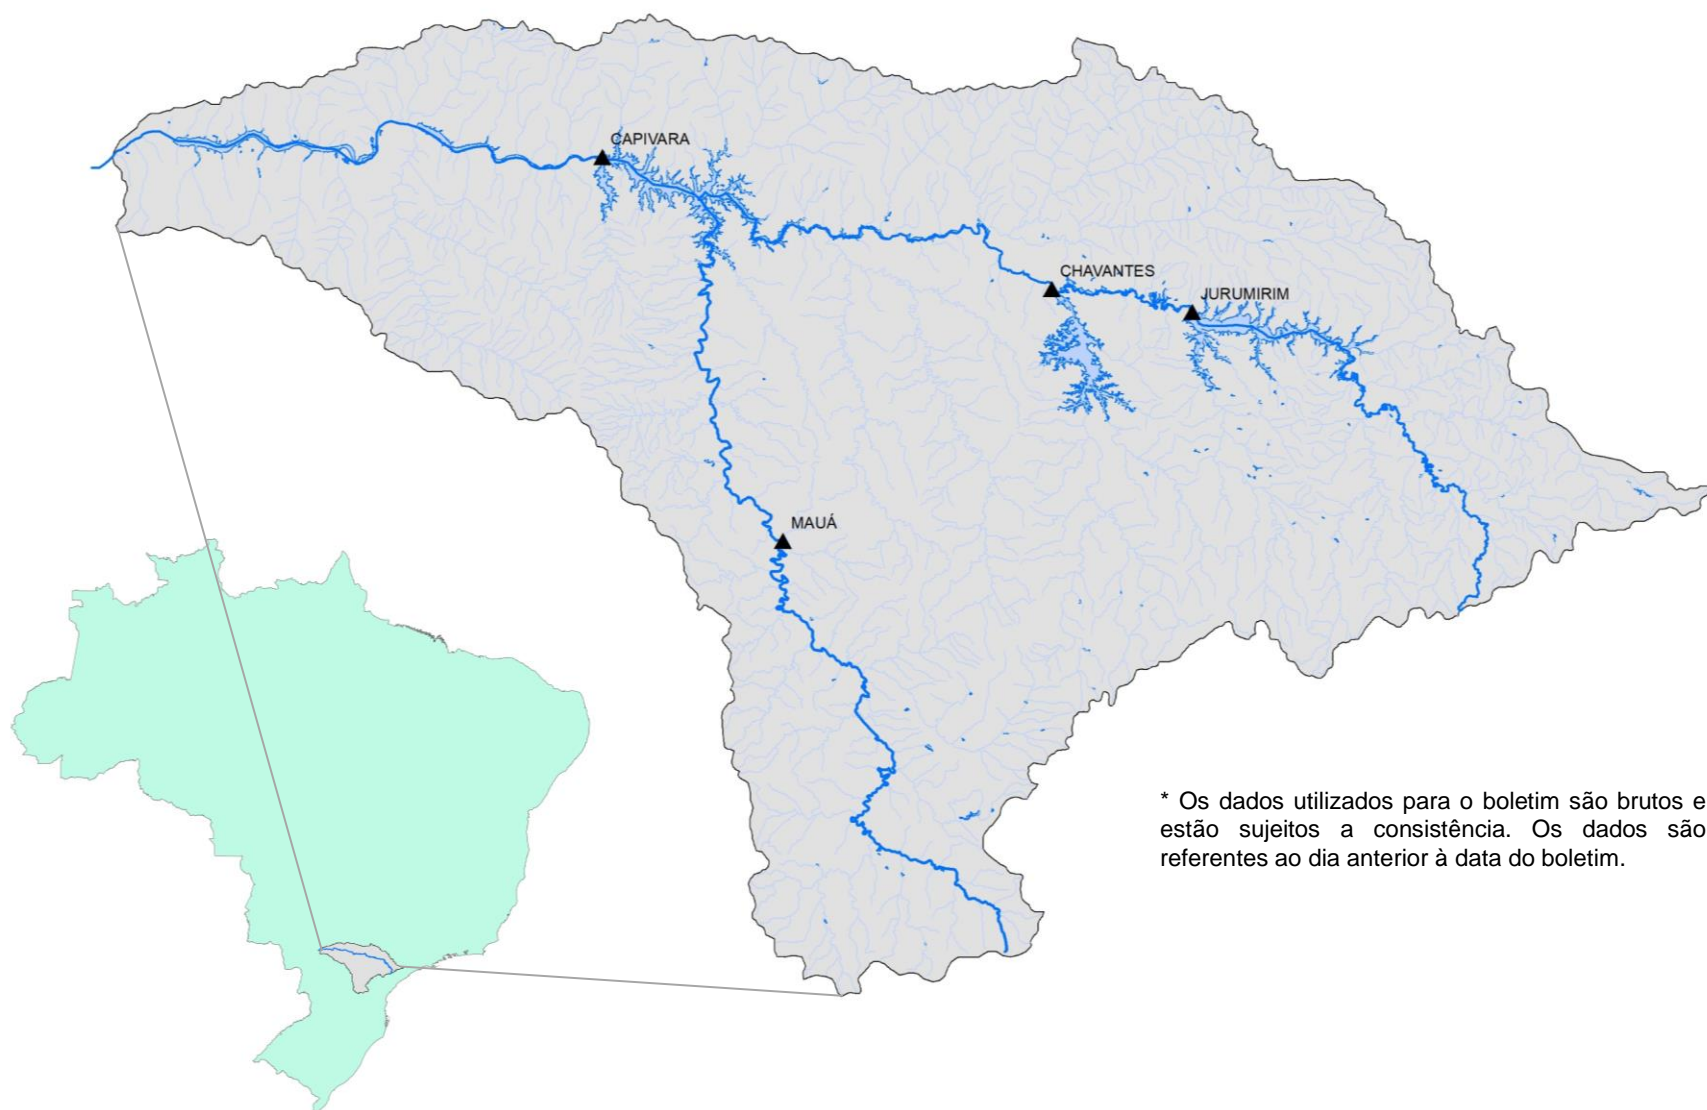 CAPIVARA
CHAVANTES
JURUMIRIM
MAUÁ
* Os dados utilizados para o boletim são brutos e
estão sujeitos a consistência. Os dados são
referentes ao dia anterior à data do boletim.